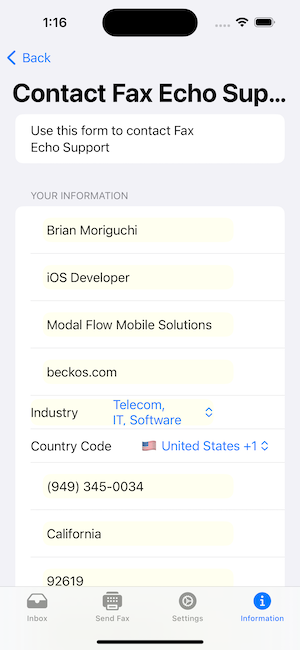 1:16
Back
Contact Fax Echo Sup...
Use this form to contact Fax
Echo Support
YOUR INFORMATION
Brian Moriguchi
iOS Developer
Modal Flow Mobile Solutions
beckos.com
Industry
Telecom,
IT, Software
Country Code
United States +1
(949) 345-0034
California
92619
Inbox
Send Fax
Settings
Information